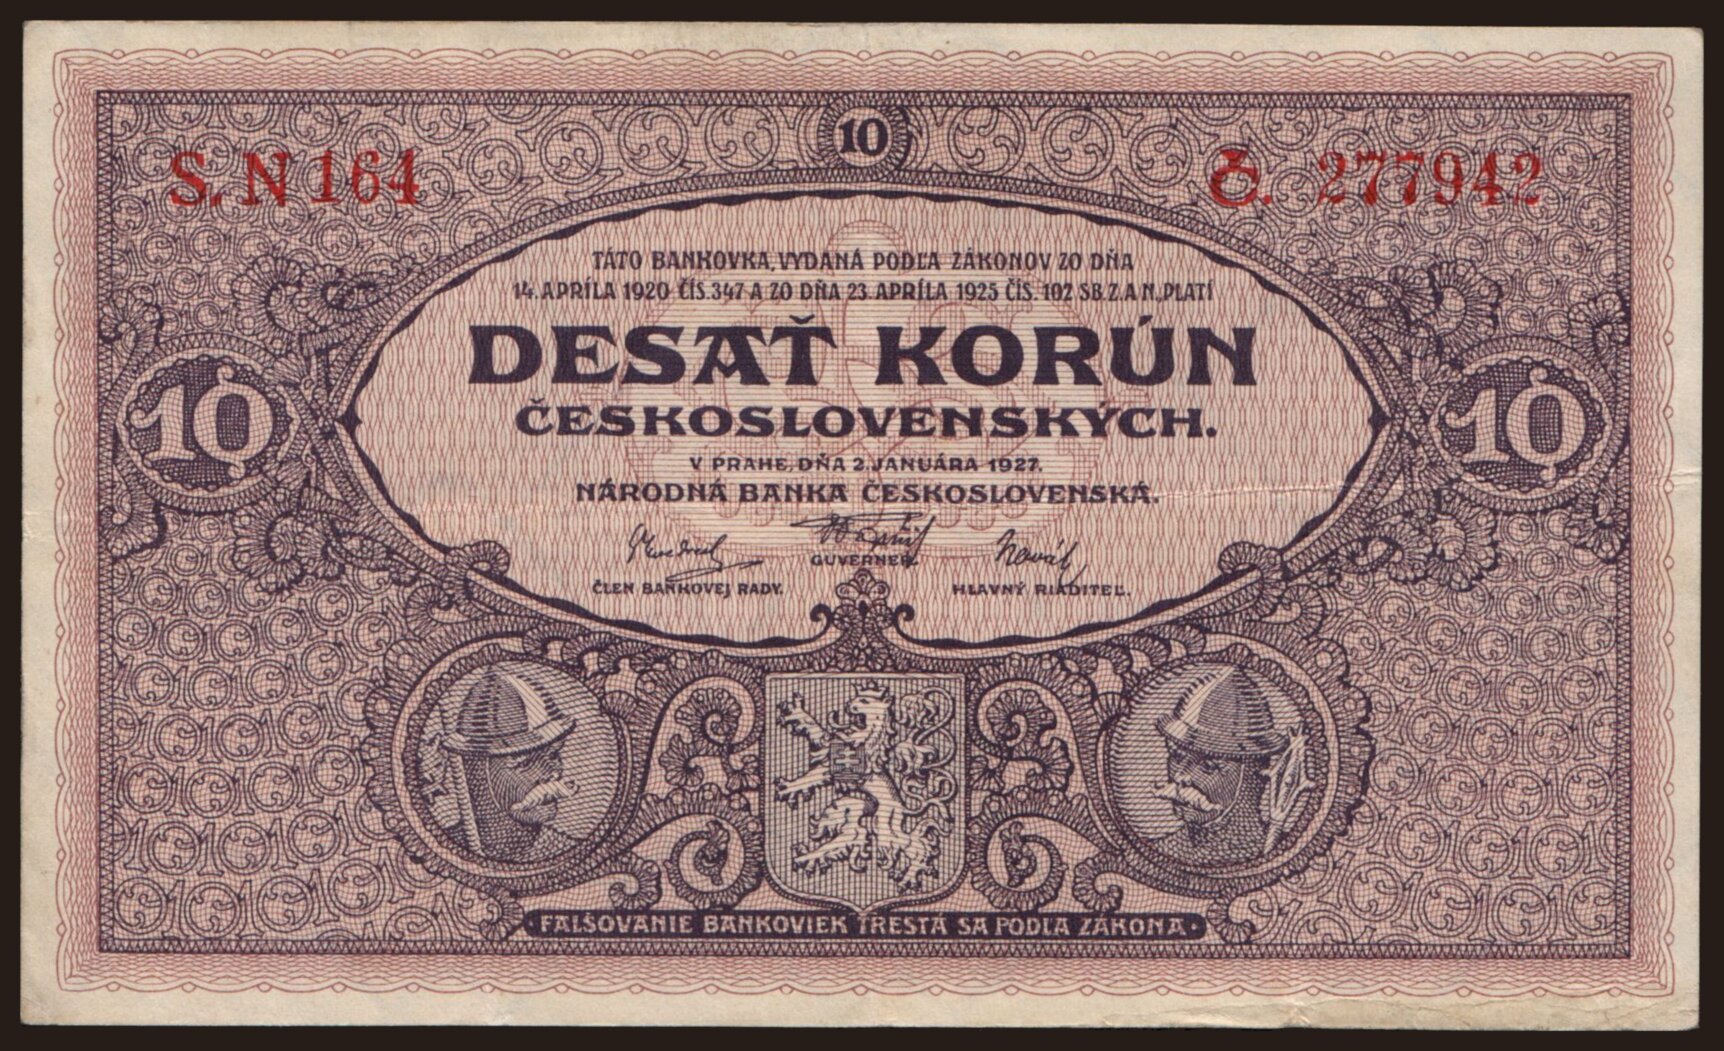 10
S. N 164
Č. 277942
TÁTO BANKOVKA, VYDANÁ PODĽA ZÁKONOV ZO DŇA
14. APRÍLA 1920 ČÍS. 347 A ZO DŇA 23. APRÍLA 1925 ČÍS. 102 SB. Z. A N., PLATÍ
DESAŤ KORÚN
ČESKOSLOVENSKÝCH.
10
10
V PRAHE, DŇA 2. JANUÁRA 1927.
NÁRODNÁ BANKA ČESKOSLOVENSKÁ.
GUVERNER.
ČLEN BANKOVEJ RADY.
HLAVNÝ RIADITEĽ.
FALŠOVANIE BANKOVIEK TRESTÁ SA PODĽA ZÁKONA.